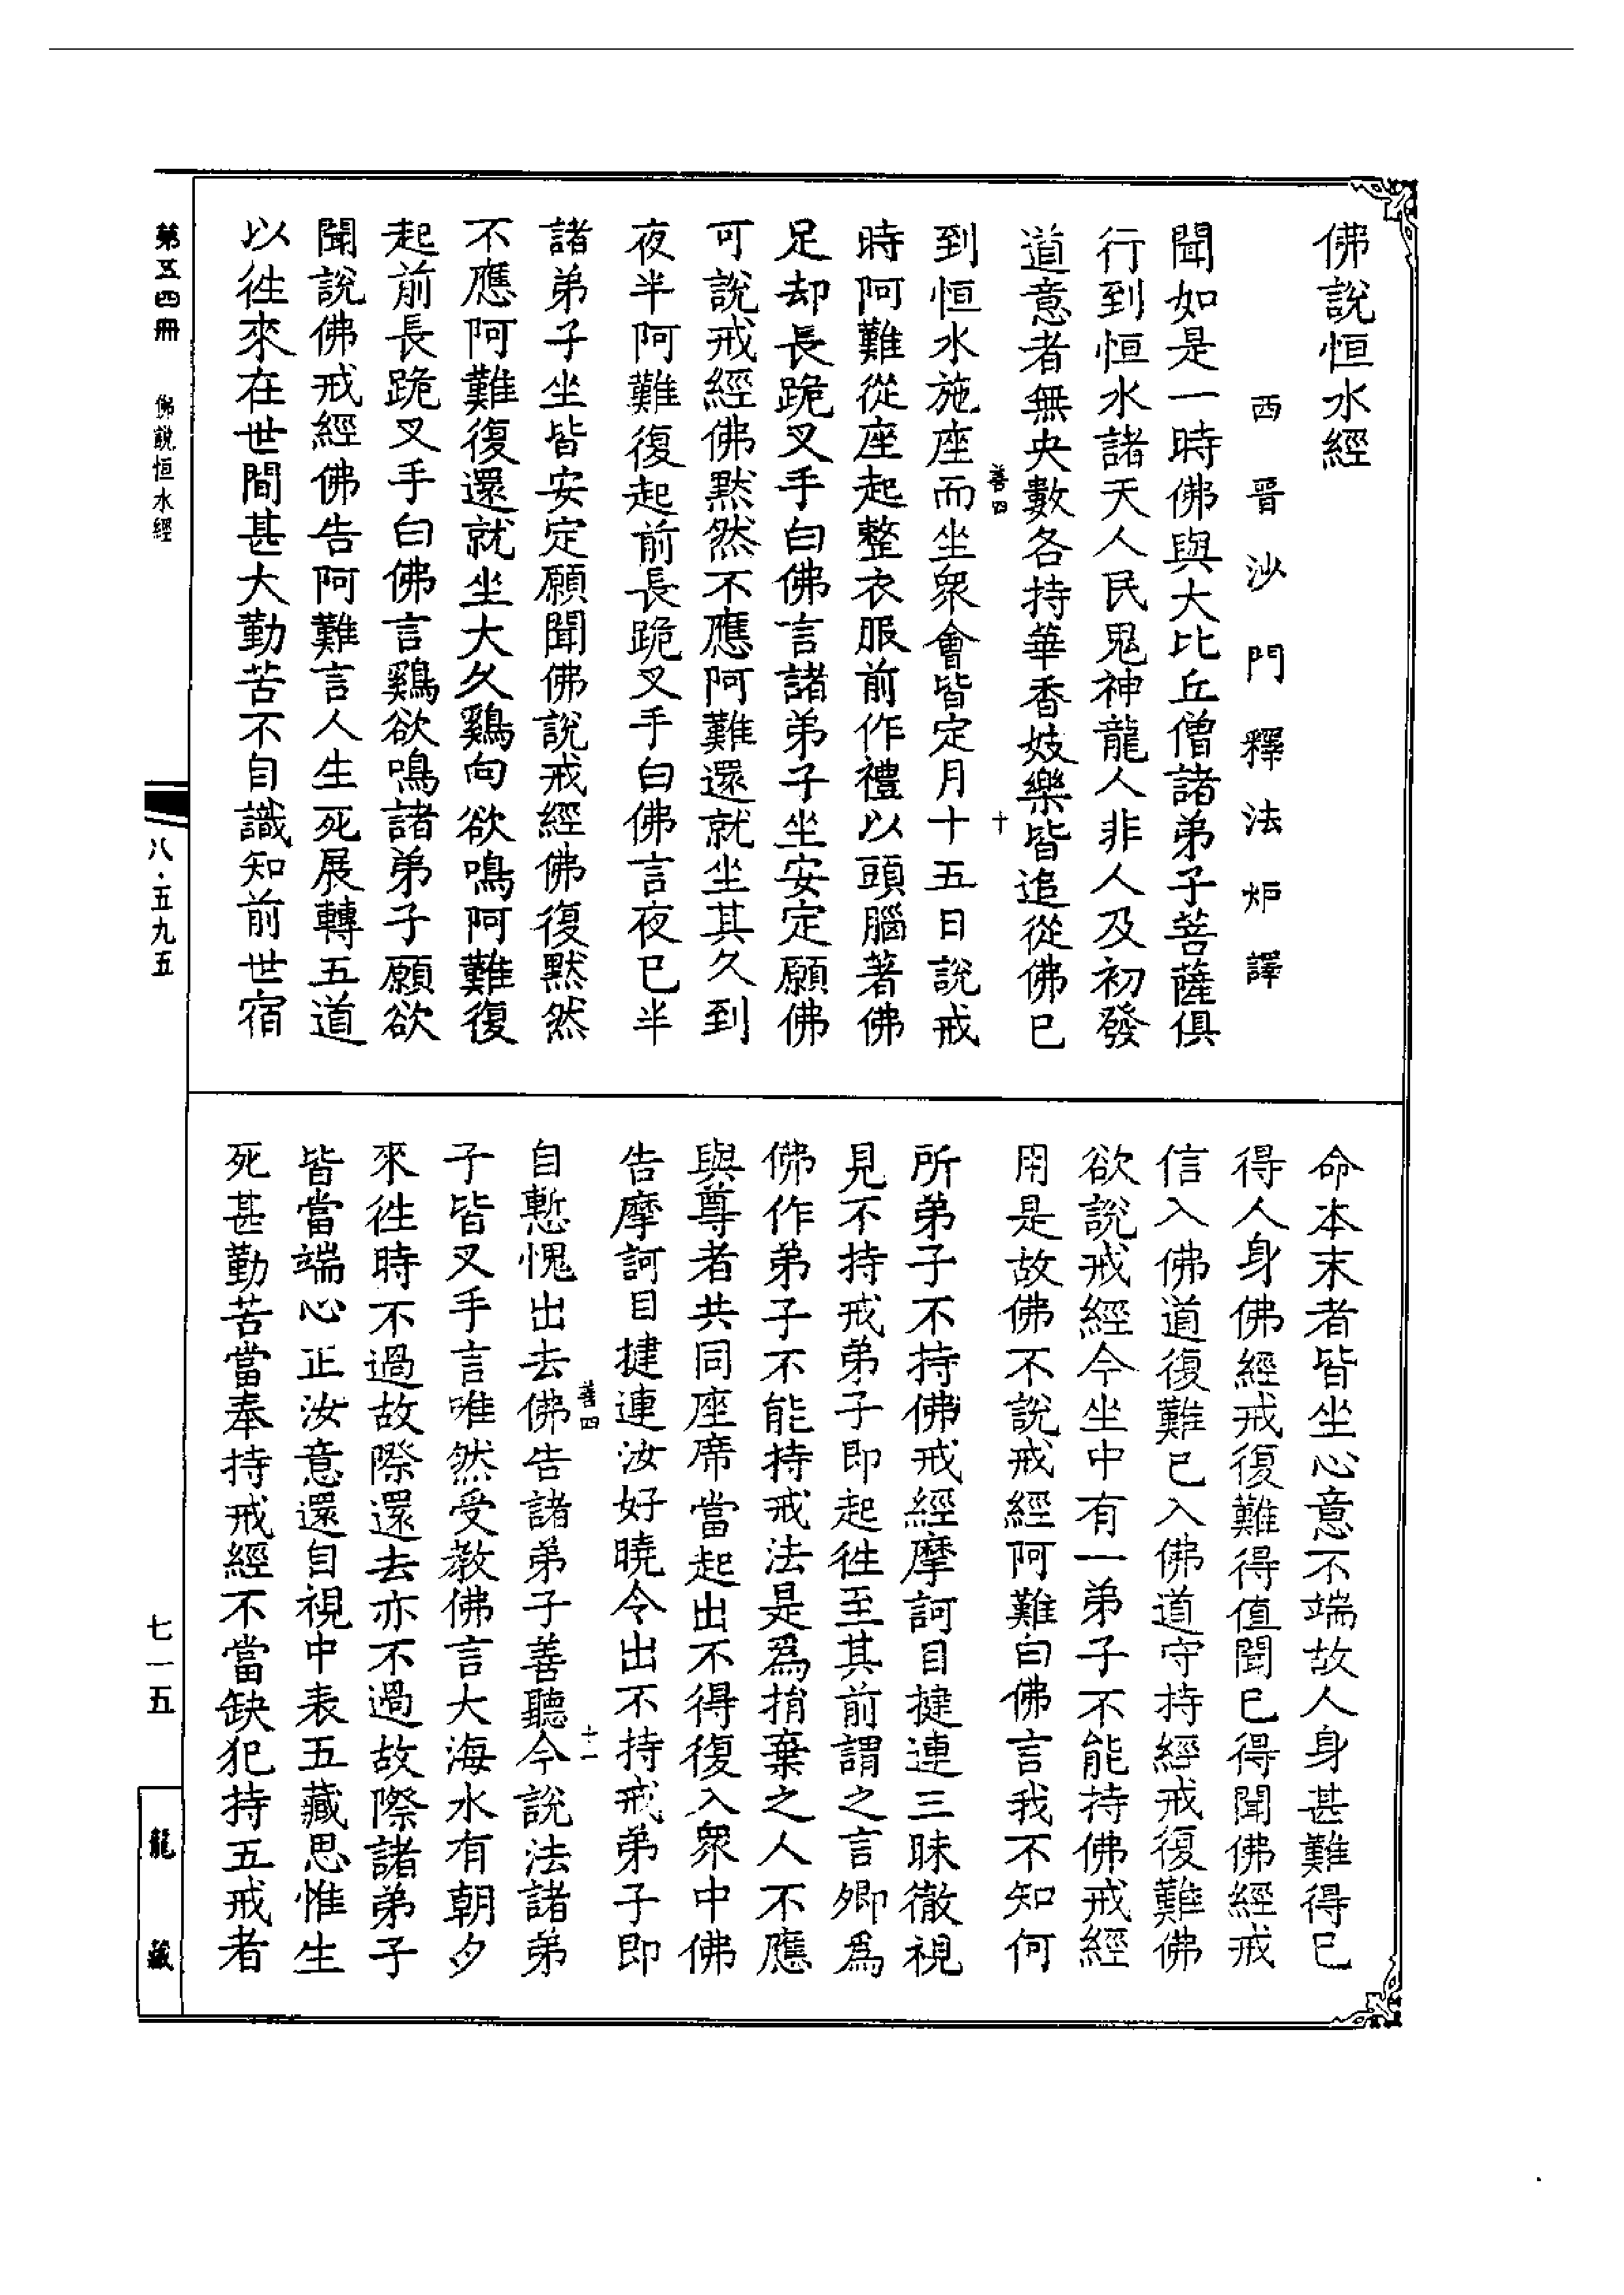 佛說恒水經
西晉沙門釋法炬譯
聞如是一時佛與大比丘僧諸弟子菩薩俱
行到恒水諸天人民鬼神龍人非人及初發
道意者無央數各持華香妓樂皆追從佛已
善四
十
到恒水施座而坐眾會皆定月十五日說戒
時阿難從座起整衣服前作禮以頭腦著佛
足却長跪叉手白佛言諸弟子坐安定願佛
可說戒經佛默然不應阿難還就坐其久到
夜半阿難復起前長跪叉手白佛言夜已半
諸弟子坐皆安定願聞佛說戒經佛復默然
不應阿難復還就坐大久鷄向欲鳴阿難復
起前長跪叉手白佛言鷄欲鳴諸弟子願欲
聞說佛戒經佛告阿難言人生死展轉五道
以徃來在世間甚大勤苦不自識知前世宿
命本末者皆坐心意不端故人身甚難得已
得人身佛經戒復難得值聞已得聞佛經戒
信入佛道復難已入佛道守持經戒復難佛
欲說戒經今坐中有一弟子不能持佛戒經
用是故佛不說戒經阿難白佛言我不知何
所弟子不持佛戒經摩訶目揵連三昧徹視
見不持戒弟子即起徃至其前謂之言卿為
佛作弟子不能持戒法是為捐棄之人不應
與尊者共同座席當起出不得復入眾中佛
告摩訶目揵連汝好曉令出不持戒弟子即
善四
十一
自慙愧出去佛告諸弟子善聽今說法諸弟
子皆叉手言唯然受教佛言大海水有朝夕
來徃時不過故際還去亦不過故際諸弟子
皆當端心正汝意還自視中表五藏思惟生
死甚勤苦當奉持戒經不當缺犯持五戒者
第五四冊
佛說恒水經
八·五九五
七一五
龍藏